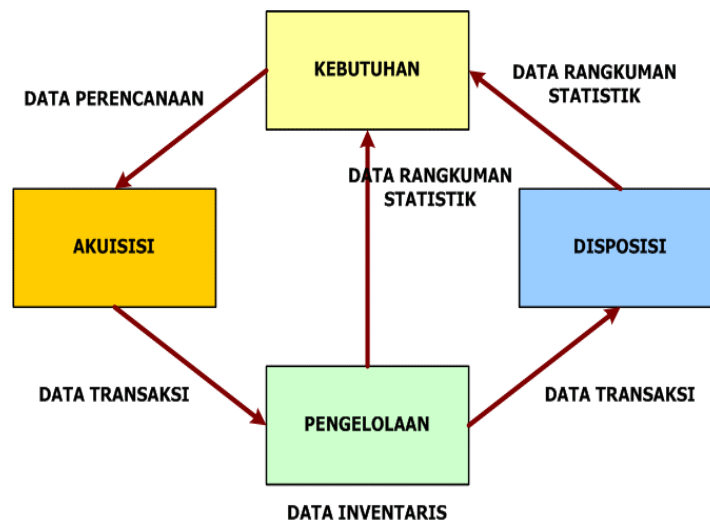 KEBUTUHAN
DATA RANGKUMAN
STATISTIK
DATA PERENCANAAN
DATA RANGKUMAN
STATISTIK
AKUISISI
DISPOSISI
DATA TRANSAKSI
DATA TRANSAKSI
PENGELOLAAN
DATA INVENTARIS